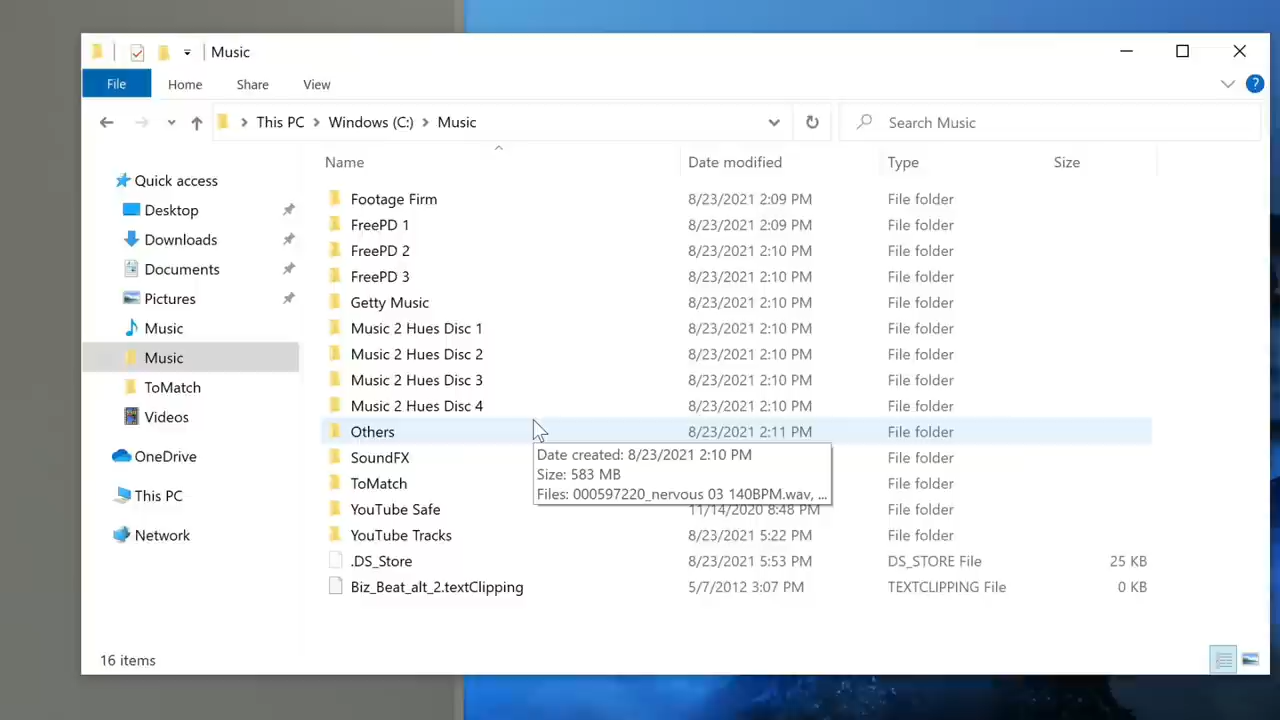 Music
File Home Share View
This PC Windows (C:) Music Search Music
Name Date modified Type Size
Quick access
Desktop
Downloads
Documents
Pictures
Music
Music
ToMatch
Videos
OneDrive
This PC
Network
Footage Firm 8/23/2021 2:09 PM File folder
FreePD 1 8/23/2021 2:09 PM File folder
FreePD 2 8/23/2021 2:10 PM File folder
FreePD 3 8/23/2021 2:10 PM File folder
Getty Music 8/23/2021 2:10 PM File folder
Music 2 Hues Disc 1 8/23/2021 2:10 PM File folder
Music 2 Hues Disc 2 8/23/2021 2:10 PM File folder
Music 2 Hues Disc 3 8/23/2021 2:10 PM File folder
Music 2 Hues Disc 4 8/23/2021 2:10 PM File folder
Others 8/23/2021 2:11 PM File folder
SoundFX File folder
ToMatch File folder
YouTube Safe 11/14/2020 8:48 PM File folder
YouTube Tracks 8/23/2021 5:22 PM File folder
.DS_Store 8/23/2021 5:53 PM DS_STORE File 25 KB
Biz_Beat_alt_2.textClipping 5/7/2012 3:07 PM TEXTCLIPPING File 0 KB
Date created: 8/23/2021 2:10 PM
Size: 583 MB
Files: 000597220_nervous 03 140BPM.wav, ...
16 items